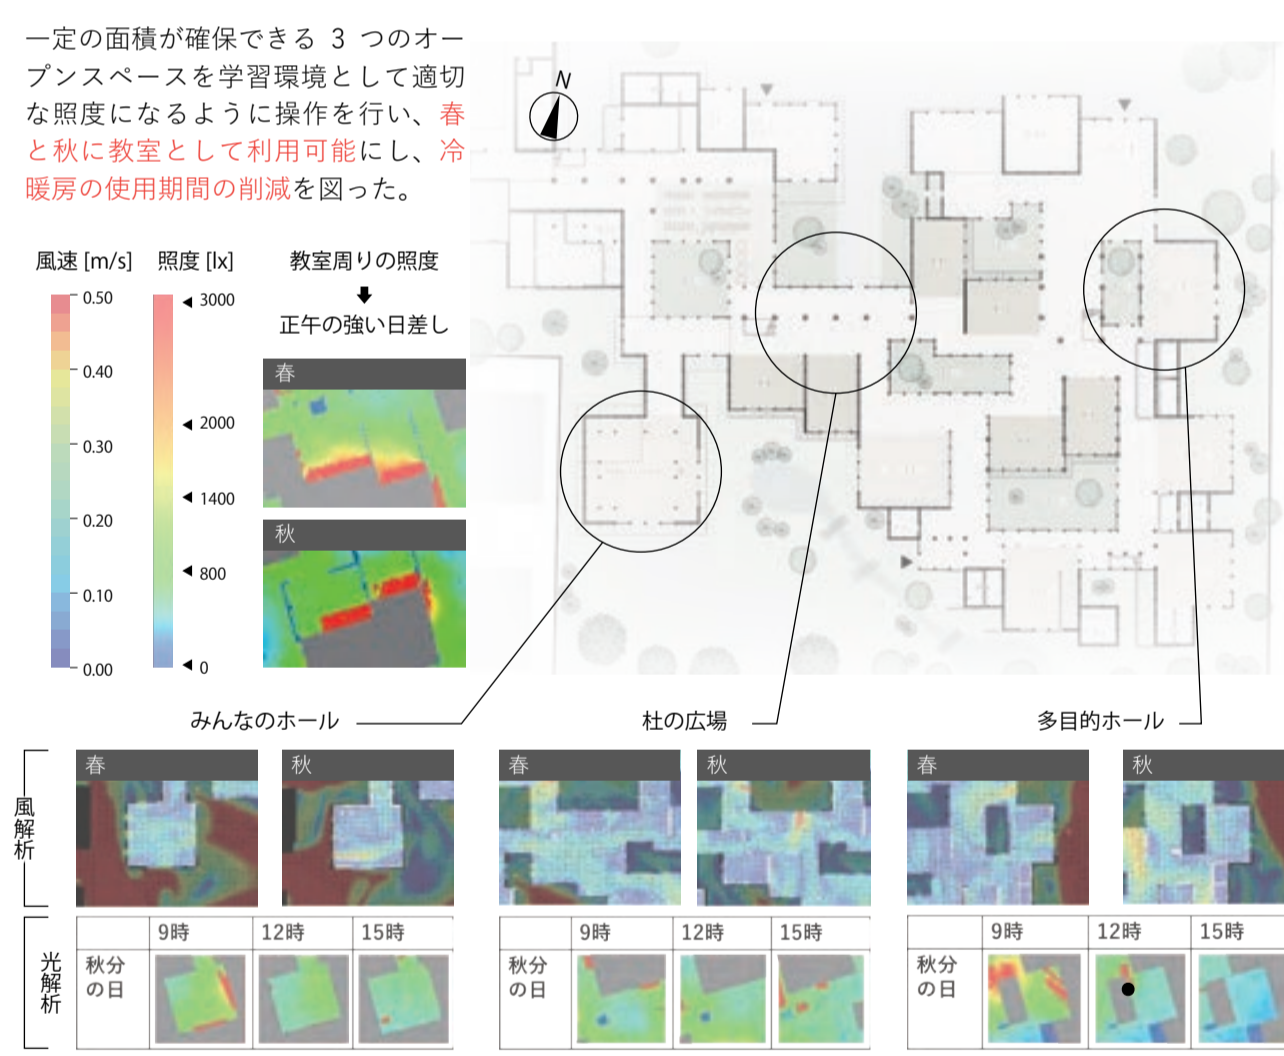 一定の面積が確保できる 3 つのオー
プンスペースを学習環境として適切
な照度になるように操作を行い、春
と秋に教室として利用可能にし、冷
暖房の使用期間の削減を図った。
N
風速 [m/s]
0.50
0.40
0.30
0.20
0.10
0.00
照度 [lx]
3000
2000
1400
800
0
教室周りの照度
正午の強い日差し
春
秋
みんなのホール
杜の広場
多目的ホール
風解析
春
秋
春
秋
春
秋
光解析
9時 12時 15時
秋分
の日
9時 12時 15時
秋分
の日
9時 12時 15時
秋分
の日